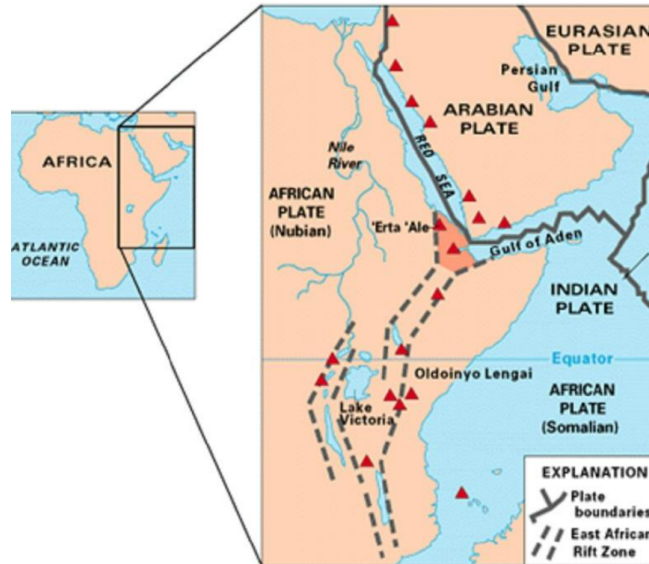 AFRICA
ATLANTIC
OCEAN
EURASIAN
PLATE
Persian
Gulf
ARABIAN
PLATE
Nile
River
RED SEA
AFRICAN
PLATE
(Nubian)
'Erta 'Ale
Gulf of Aden
INDIAN
PLATE
Equator
Oldoinyo Lengai
AFRICAN
PLATE
(Somalian)
Lake
Victoria
EXPLANATION
Plate
boundaries
East African
Rift Zone